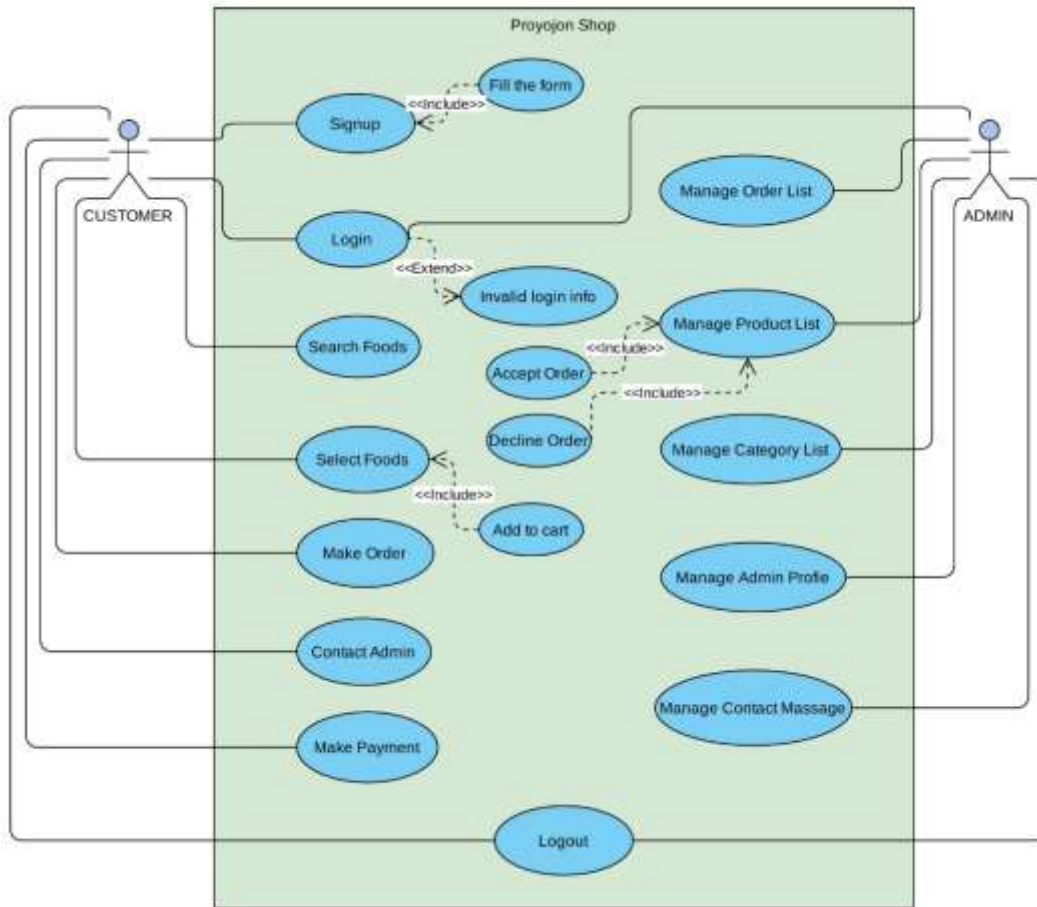 Proyojon Shop
Fill the form
<<Include>>
Signup
Manage Order List
CUSTOMER
ADMIN
Login
<<Extend>>
Invalid login info
Manage Product List
Search Foods
<<Include>>
Accept Order
<<Include>>
Decline Order
Manage Category List
Select Foods
<<Include>>
Add to cart
Make Order
Manage Admin Profie
Contact Admin
Manage Contact Massage
Make Payment
Logout